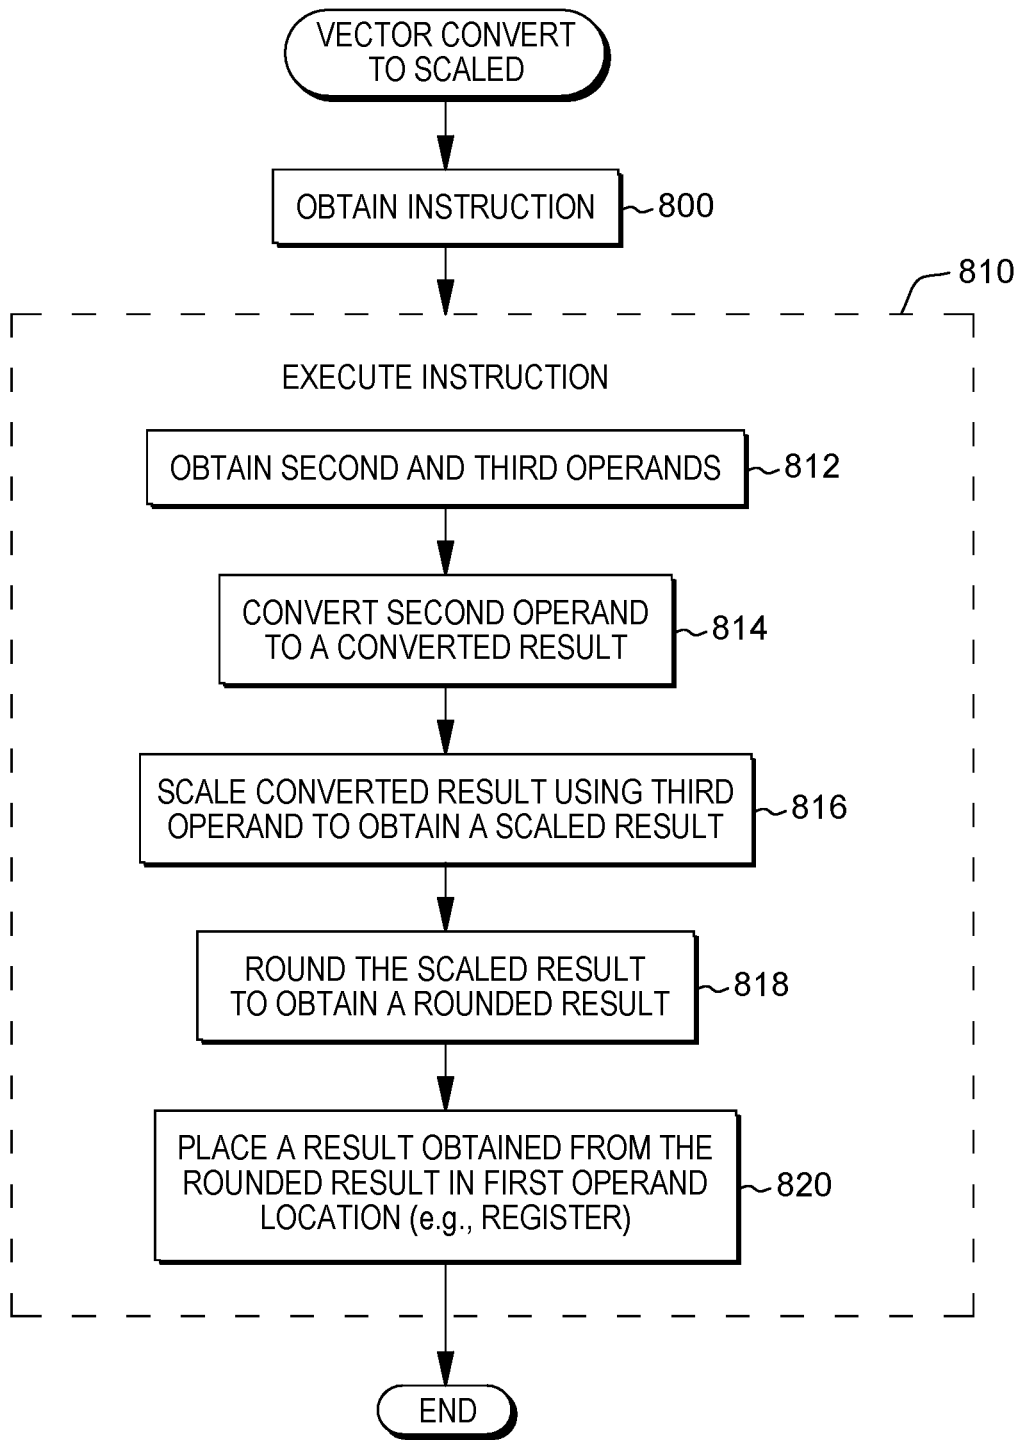 VECTOR CONVERT
TO SCALED
OBTAIN INSTRUCTION
800
810
EXECUTE INSTRUCTION
OBTAIN SECOND AND THIRD OPERANDS
812
CONVERT SECOND OPERAND
TO A CONVERTED RESULT
814
SCALE CONVERTED RESULT USING THIRD
OPERAND TO OBTAIN A SCALED RESULT
816
ROUND THE SCALED RESULT
TO OBTAIN A ROUNDED RESULT
818
PLACE A RESULT OBTAINED FROM THE
ROUNDED RESULT IN FIRST OPERAND
LOCATION (e.g., REGISTER)
820
END